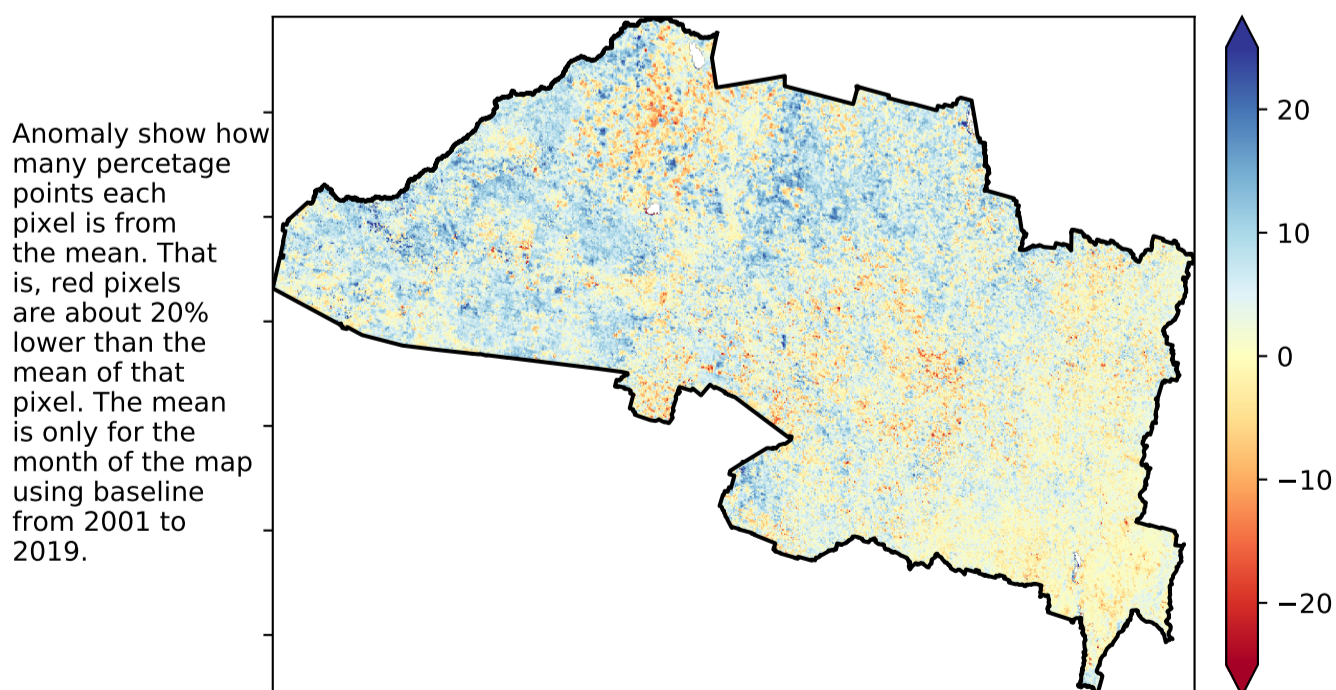 Anomaly show how
many percetage
points each
pixel is from
the mean. That
is, red pixels
are about 20%
lower than the
mean of that
pixel. The mean
is only for the
month of the map
using baseline
from 2001 to
2019.
20
10
0
−10
−20